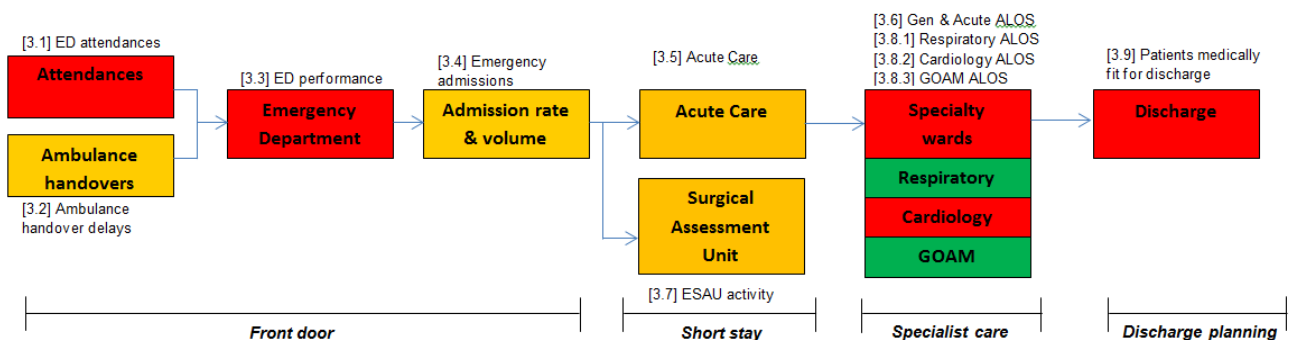 [3.1] ED attendances
Attendances
Ambulance
handovers
[3.2] Ambulance
handover delays
[3.3] ED performance
Emergency
Department
[3.4] Emergency
admissions
Admission rate
& volume
[3.5] Acute Care
Acute Care
Surgical
Assessment
Unit
[3.7] ESAU activity
[3.6] Gen & Acute ALOS
[3.8.1] Respiratory ALOS
[3.8.2] Cardiology ALOS
[3.8.3] GOAM ALOS
Specialty
wards
Respiratory
Cardiology
GOAM
[3.9] Patients medically
fit for discharge
Discharge
Front door
Short stay
Specialist care
Discharge planning